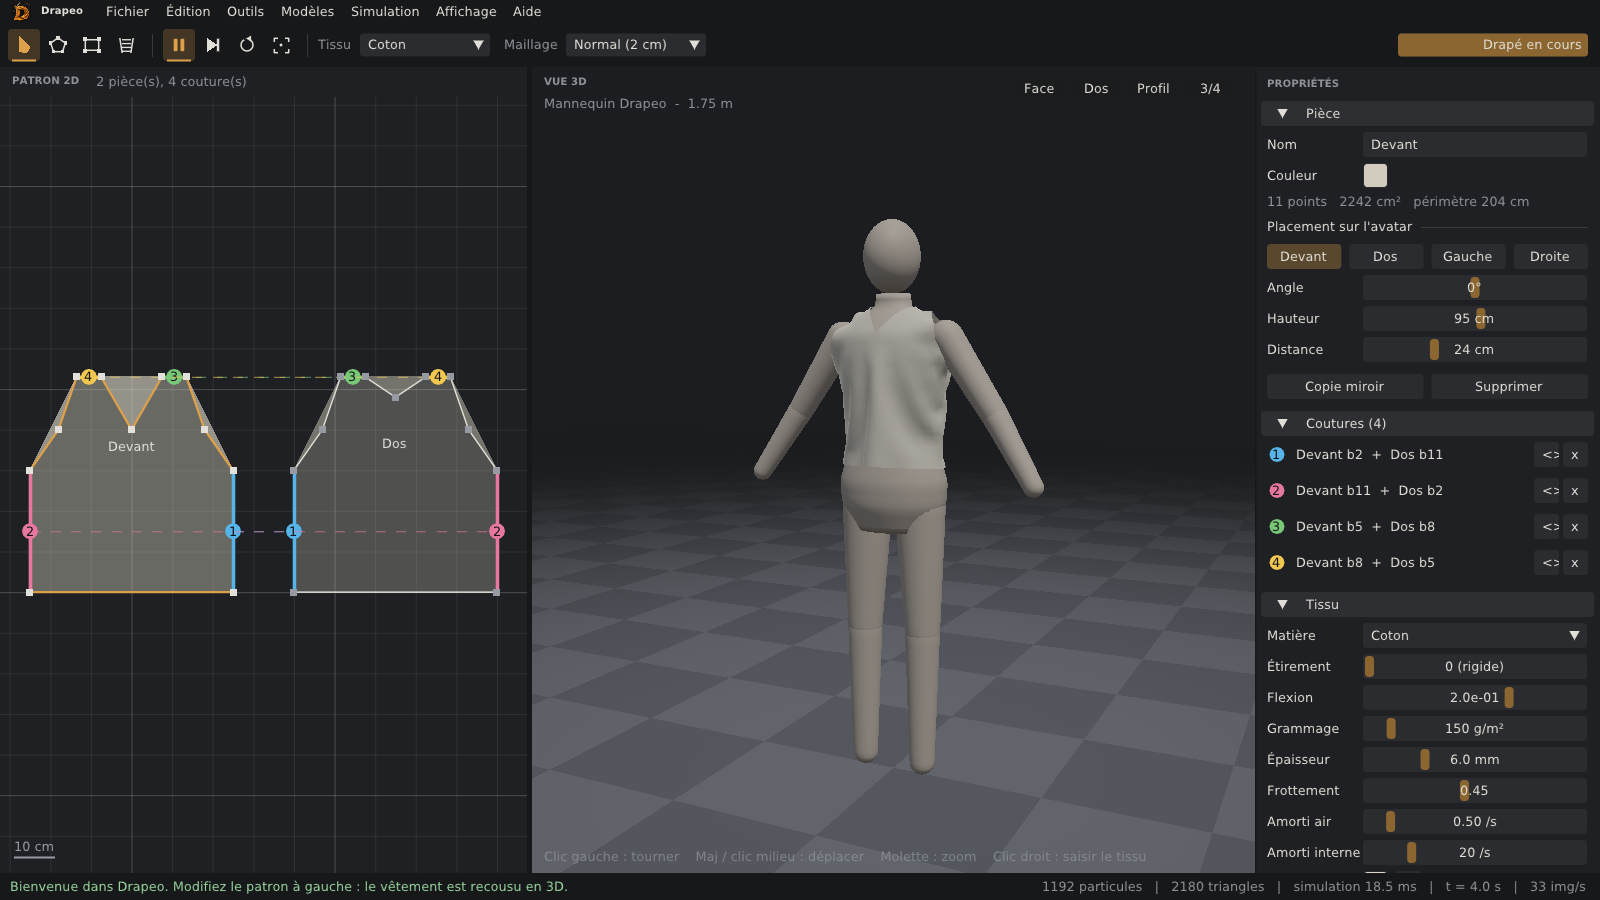 Drapeo Fichier Édition Outils Modèles Simulation Affichage Aide
Tissu Coton Maillage Normal (2 cm) Drapé en cours
PATRON 2D 2 pièce(s), 4 couture(s)
4 3 3 4
Devant Dos
2 1 1 2
10 cm
VUE 3D
Mannequin Drapeo - 1.75 m
Face Dos Profil 3/4
Clic gauche : tourner Maj / clic milieu : déplacer Molette : zoom Clic droit : saisir le tissu
PROPRIÉTÉS
Pièce
Nom Devant
Couleur
11 points 2242 cm² périmètre 204 cm
Placement sur l'avatar
Devant Dos Gauche Droite
Angle 0°
Hauteur 95 cm
Distance 24 cm
Copie miroir Supprimer
Coutures (4)
1 Devant b2 + Dos b11 <> x
2 Devant b11 + Dos b2 <> x
3 Devant b5 + Dos b8 <> x
4 Devant b8 + Dos b5 <> x
Tissu
Matière Coton
Étirement 0 (rigide)
Flexion 2.0e-01
Grammage 150 g/m²
Épaisseur 6.0 mm
Frottement 0.45
Amorti air 0.50 /s
Amorti interne 20 /s
Bienvenue dans Drapeo. Modifiez le patron à gauche : le vêtement est recousu en 3D.
1192 particules | 2180 triangles | simulation 18.5 ms | t = 4.0 s | 33 img/s